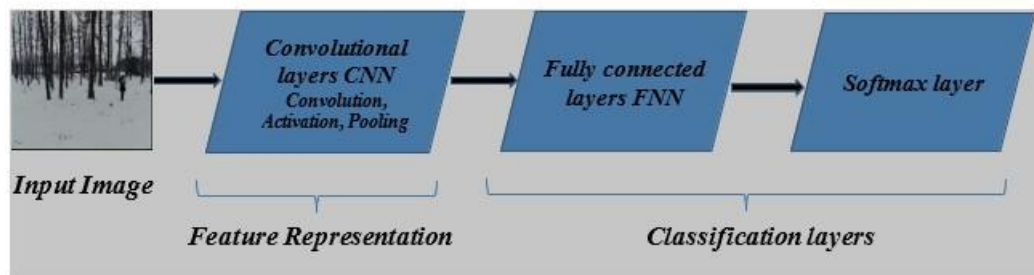 Convolutional
layers CNN
Convolution,
Activation, Pooling
Fully connected
layers FNN
Softmax layer
Input Image
Feature Representation
Classification layers